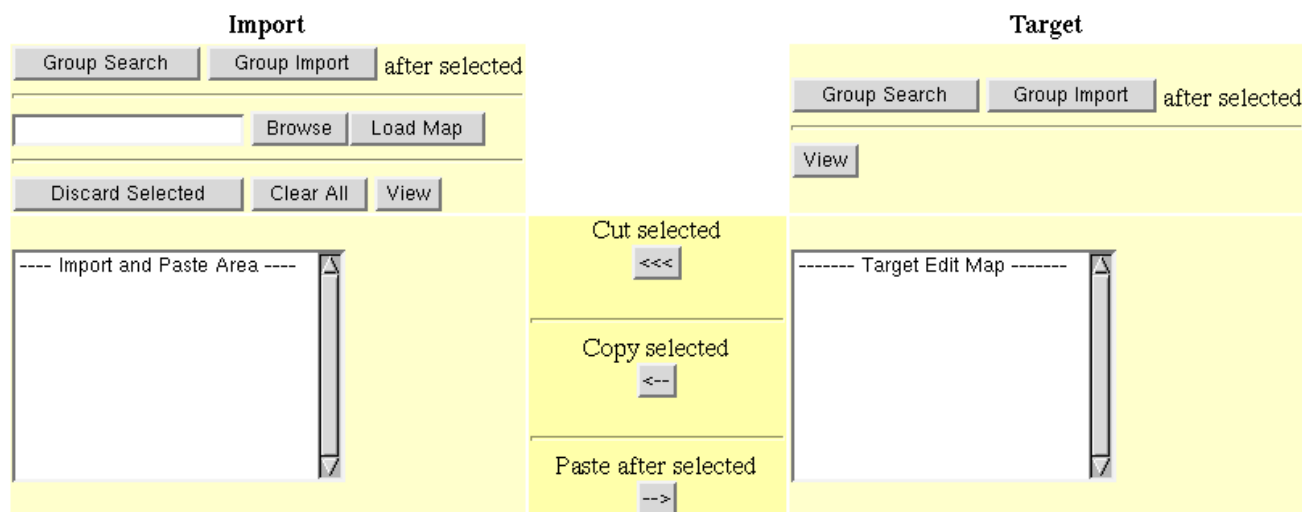 Import
Group Search Group Import after selected
Browse Load Map
Discard Selected Clear All View
---- Import and Paste Area ----
Cut selected
<<<
Copy selected
<--
Paste after selected
-->
Target
Group Search Group Import after selected
View
------- Target Edit Map -------